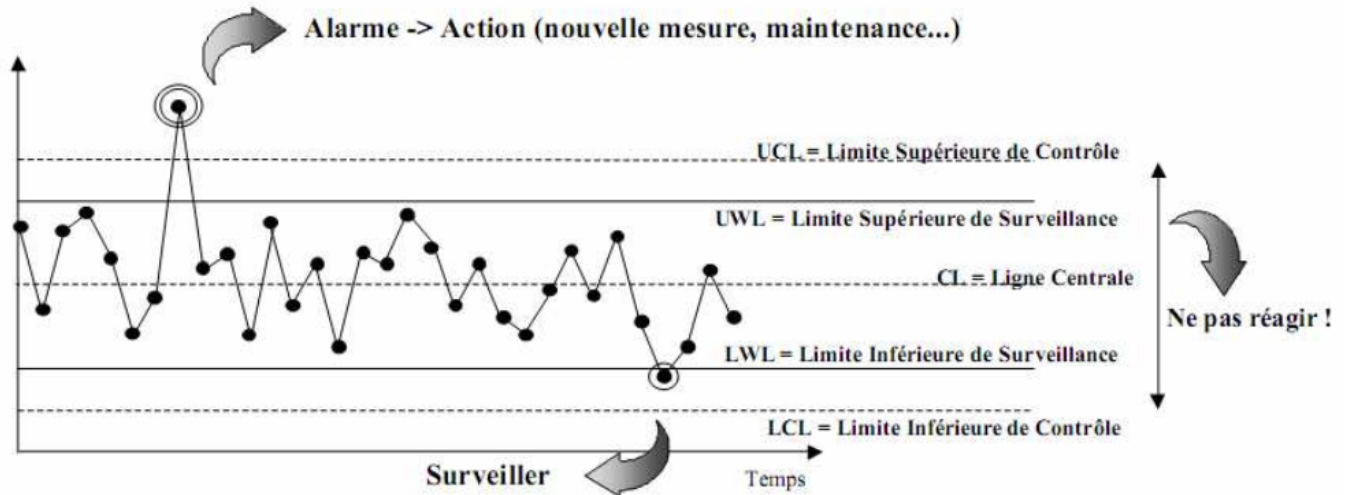 Alarme -> Action (nouvelle mesure, maintenance...)
UCL = Limite Supérieure de Contrôle
UWL = Limite Supérieure de Surveillance
CL = Ligne Centrale
Ne pas réagir !
LWL = Limite Inférieure de Surveillance
LCL = Limite Inférieure de Contrôle
Surveiller
Temps